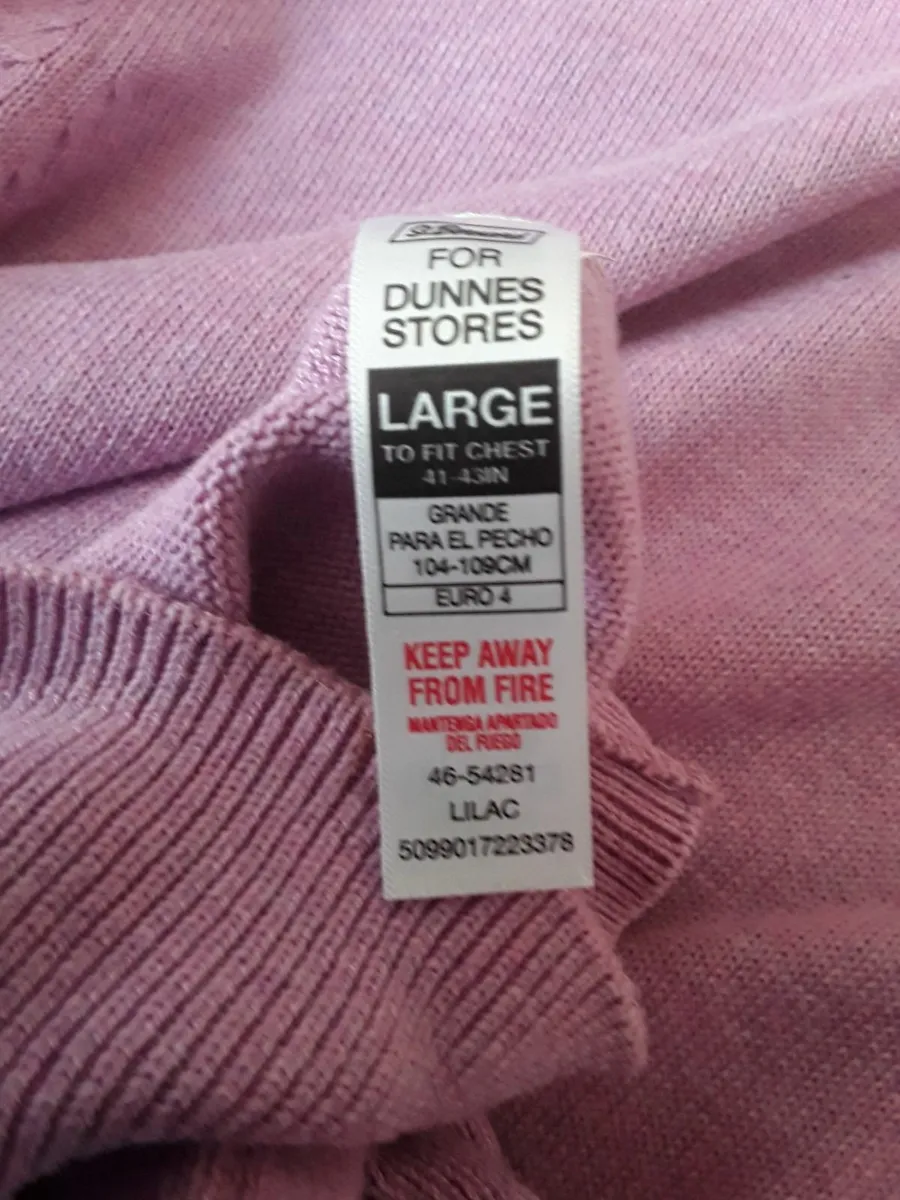 FOR
DUNNES
STORES
LARGE
TO FIT CHEST
41-43IN
GRANDE
PARA EL PECHO
104-109CM
EURO 4
KEEP AWAY
FROM FIRE
MANTENGA APARTADO
DEL FUEGO
46-54281
LILAC
5099017223378